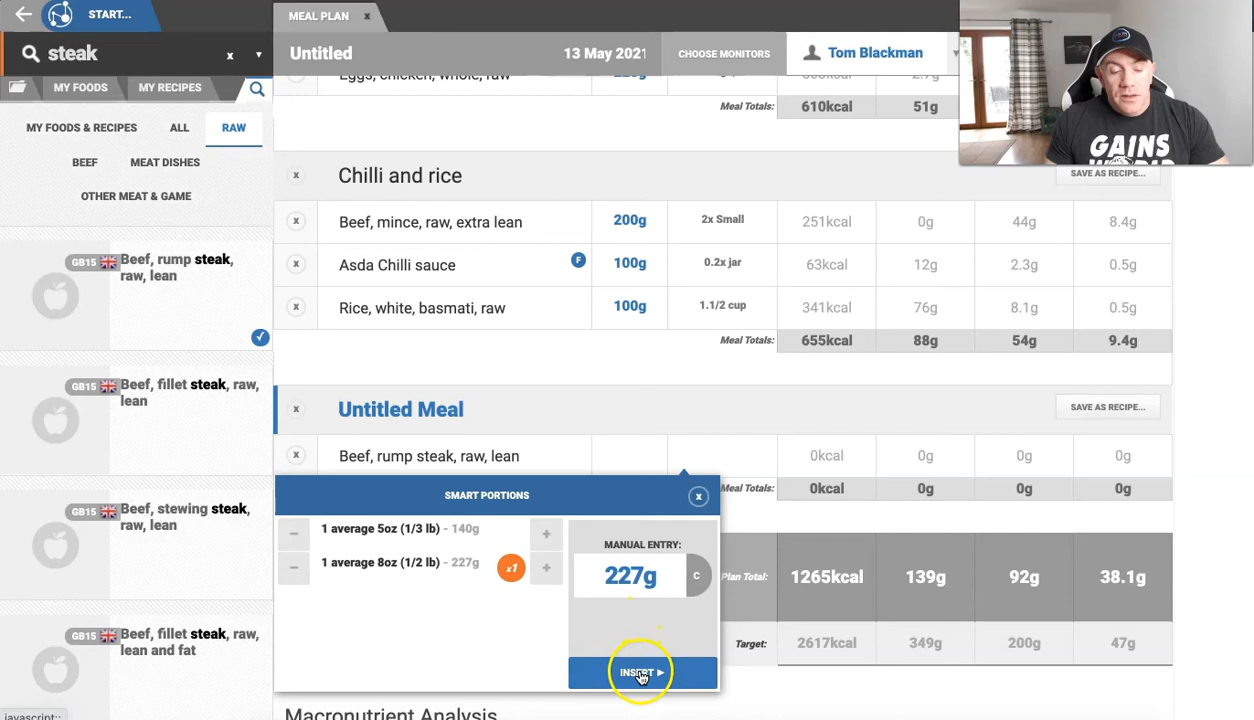 START...
MEAL PLAN x
steak x
Untitled
13 May 2021
CHOOSE MONITORS
Tom Blackman
MY FOODS
MY RECIPES
MY FOODS & RECIPES
ALL
RAW
BEEF
MEAT DISHES
OTHER MEAT & GAME
GB15 Beef, rump steak,
raw, lean
GB15 Beef, fillet steak, raw,
lean
GB15 Beef, stewing steak,
raw, lean
GB15 Beef, fillet steak, raw,
lean and fat
Eggs, chicken, whole, raw
Meal Totals: 610kcal 51g
GAINS
x Chilli and rice SAVE AS RECIPE...
x Beef, mince, raw, extra lean 200g 2x Small 251kcal 0g 44g 8.4g
x Asda Chilli sauce F 100g 0.2x jar 63kcal 12g 2.3g 0.5g
x Rice, white, basmati, raw 100g 1.1/2 cup 341kcal 76g 8.1g 0.5g
Meal Totals: 655kcal 88g 54g 9.4g
x Untitled Meal SAVE AS RECIPE...
x Beef, rump steak, raw, lean 0kcal 0g 0g 0g
Meal Totals: 0kcal 0g 0g 0g
SMART PORTIONS x
1 average 5oz (1/3 lb) - 140g
1 average 8oz (1/2 lb) - 227g x1
MANUAL ENTRY:
227g C
INSERT
Plan Total: 1265kcal 139g 92g 38.1g
Target: 2617kcal 349g 200g 47g
Macronutrient Analysis
javascript:;